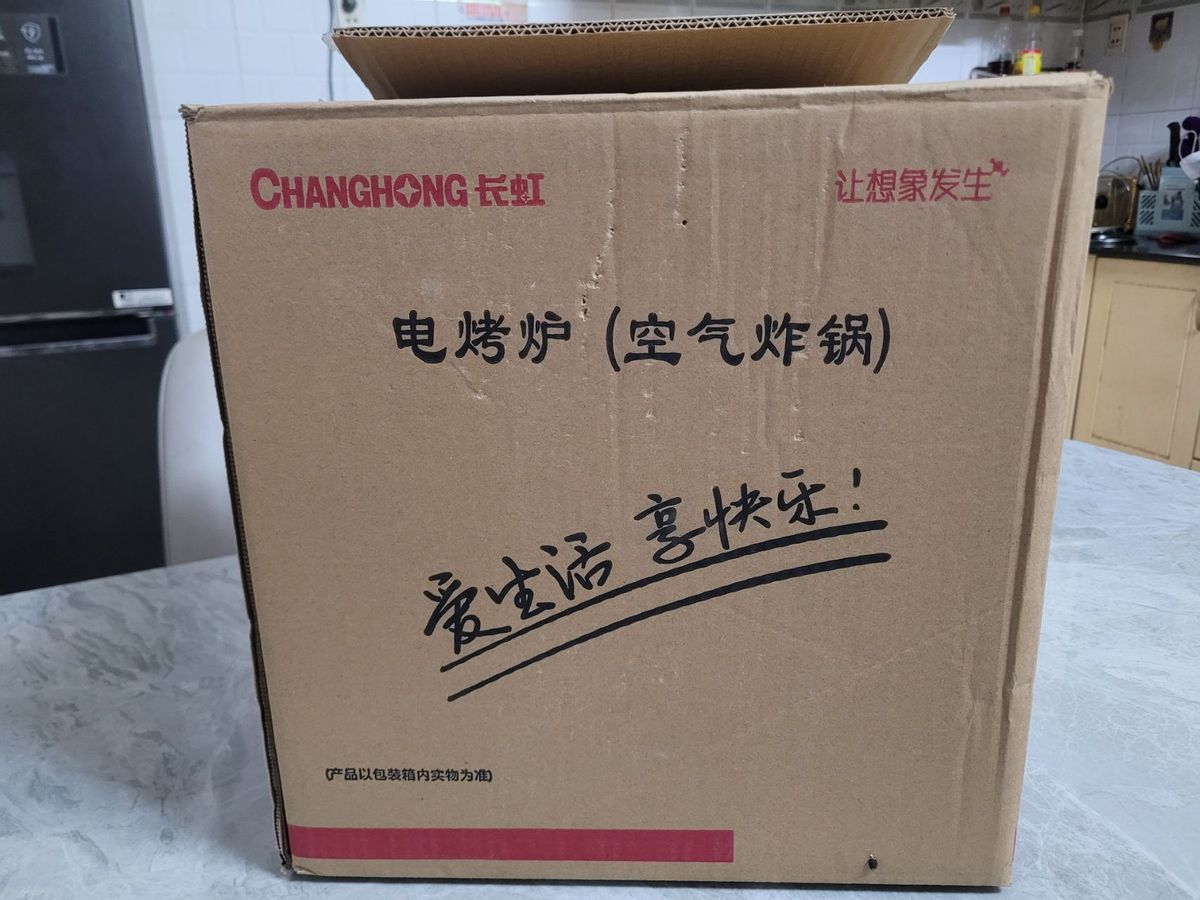 CHANGHONG 长虹
让想象发生
电烤炉(空气炸锅)
爱生活 享快乐!
(产品以包装箱内实物为准)